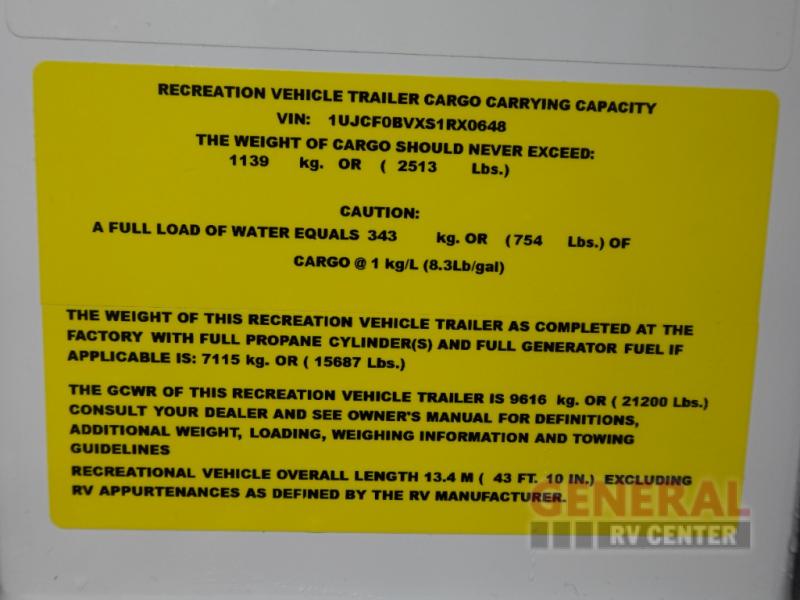 RECREATION VEHICLE TRAILER CARGO CARRYING CAPACITY
VIN: 1UJCF0BVXS1RX0648
THE WEIGHT OF CARGO SHOULD NEVER EXCEED:
1139 kg. OR ( 2513 Lbs.)
CAUTION:
A FULL LOAD OF WATER EQUALS 343 kg. OR (754 Lbs.) OF
CARGO @ 1 kg/L (8.3Lb/gal)
THE WEIGHT OF THIS RECREATION VEHICLE TRAILER AS COMPLETED AT THE
FACTORY WITH FULL PROPANE CYLINDER(S) AND FULL GENERATOR FUEL IF
APPLICABLE IS: 7115 kg. OR ( 15687 Lbs.)
THE GCWR OF THIS RECREATION VEHICLE TRAILER IS 9616 kg. OR ( 21200 Lbs.)
CONSULT YOUR DEALER AND SEE OWNER'S MANUAL FOR DEFINITIONS,
ADDITIONAL WEIGHT, LOADING, WEIGHING INFORMATION AND TOWING
GUIDELINES
RECREATIONAL VEHICLE OVERALL LENGTH 13.4 M ( 43 FT. 10 IN.) EXCLUDING
RV APPURTENANCES AS DEFINED BY THE RV MANUFACTURER.
GENERAL
RV CENTER